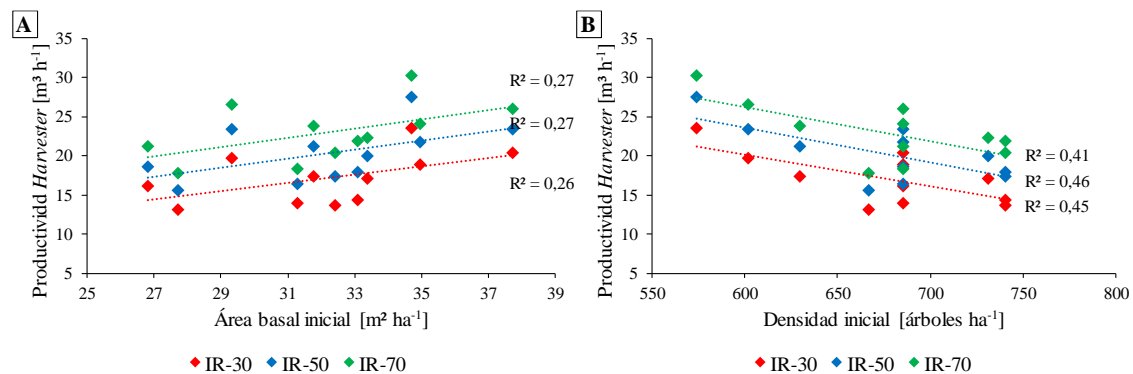 A
Productividd Harvester [m³ h⁻¹]
35
30
25
20
15
10
5
R² = 0,27
R² = 0,27
R² = 0,26
25
27
29
31
33
35
37
39
Área basal inicial [m² ha⁻¹]
IR-30 IR-50 IR-70
B
Productividd Harvester [m³ h⁻¹]
35
30
25
20
15
10
5
R² = 0,41
R² = 0,46
R² = 0,45
550
600
650
700
750
800
Densidad inicial [árboles ha⁻¹]
IR-30 IR-50 IR-70